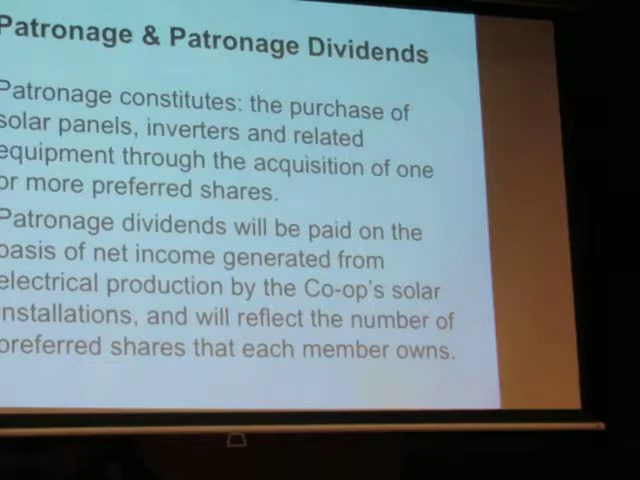 Patronage & Patronage Dividends
Patronage constitutes: the purchase of
solar panels, inverters and related
equipment through the acquisition of one
or more preferred shares.
Patronage dividends will be paid on the
basis of net income generated from
electrical production by the Co-op's solar
installations, and will reflect the number of
preferred shares that each member owns.